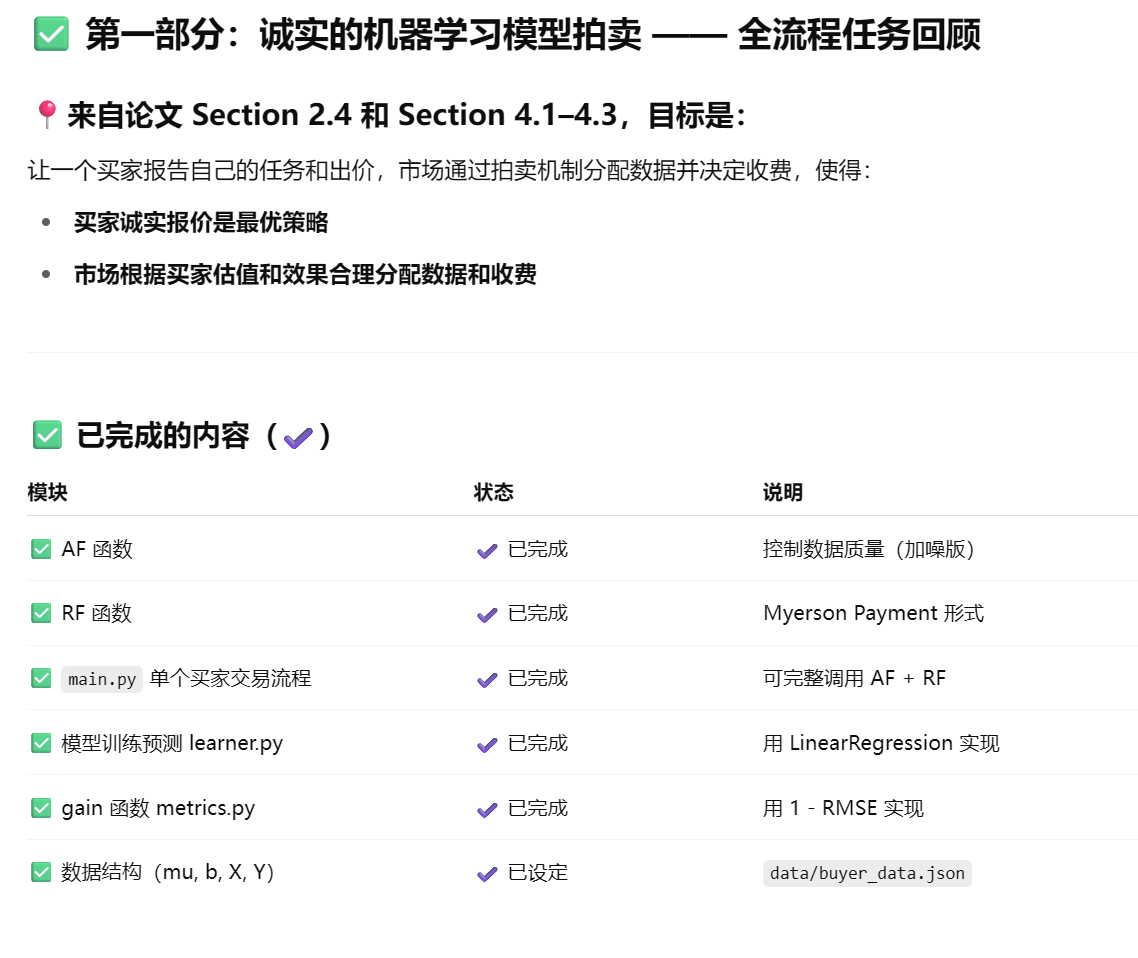 ✅ 第一部分：诚实的机器学习模型拍卖 —— 全流程任务回顾
📍来自论文 Section 2.4 和 Section 4.1–4.3，目标是：
让一个买家报告自己的任务和出价，市场通过拍卖机制分配数据并决定收费，使得：
• 买家诚实报价是最优策略
• 市场根据买家估值和效果合理分配数据和收费
✅ 已完成的内容（✔）
模块 状态 说明
✅ AF 函数 ✔ 已完成 控制数据质量（加噪版）
✅ RF 函数 ✔ 已完成 Myerson Payment 形式
✅ main.py 单个买家交易流程 ✔ 已完成 可完整调用 AF + RF
✅ 模型训练预测 learner.py ✔ 已完成 用 LinearRegression 实现
✅ gain 函数 metrics.py ✔ 已完成 用 1 - RMSE 实现
✅ 数据结构（mu, b, X, Y） ✔ 已设定 data/buyer_data.json